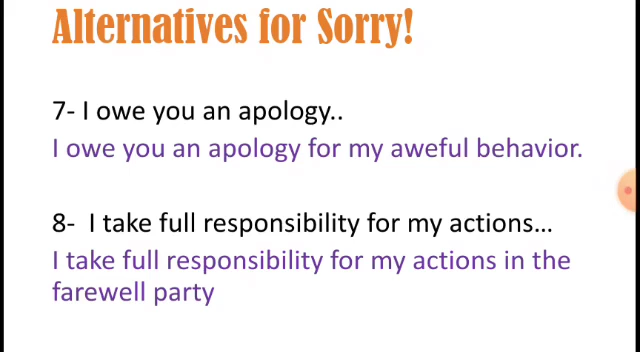 Alternatives for Sorry!
7- I owe you an apology..
I owe you an apology for my aweful behavior.
8- I take full responsibility for my actions...
I take full responsibility for my actions in the
farewell party